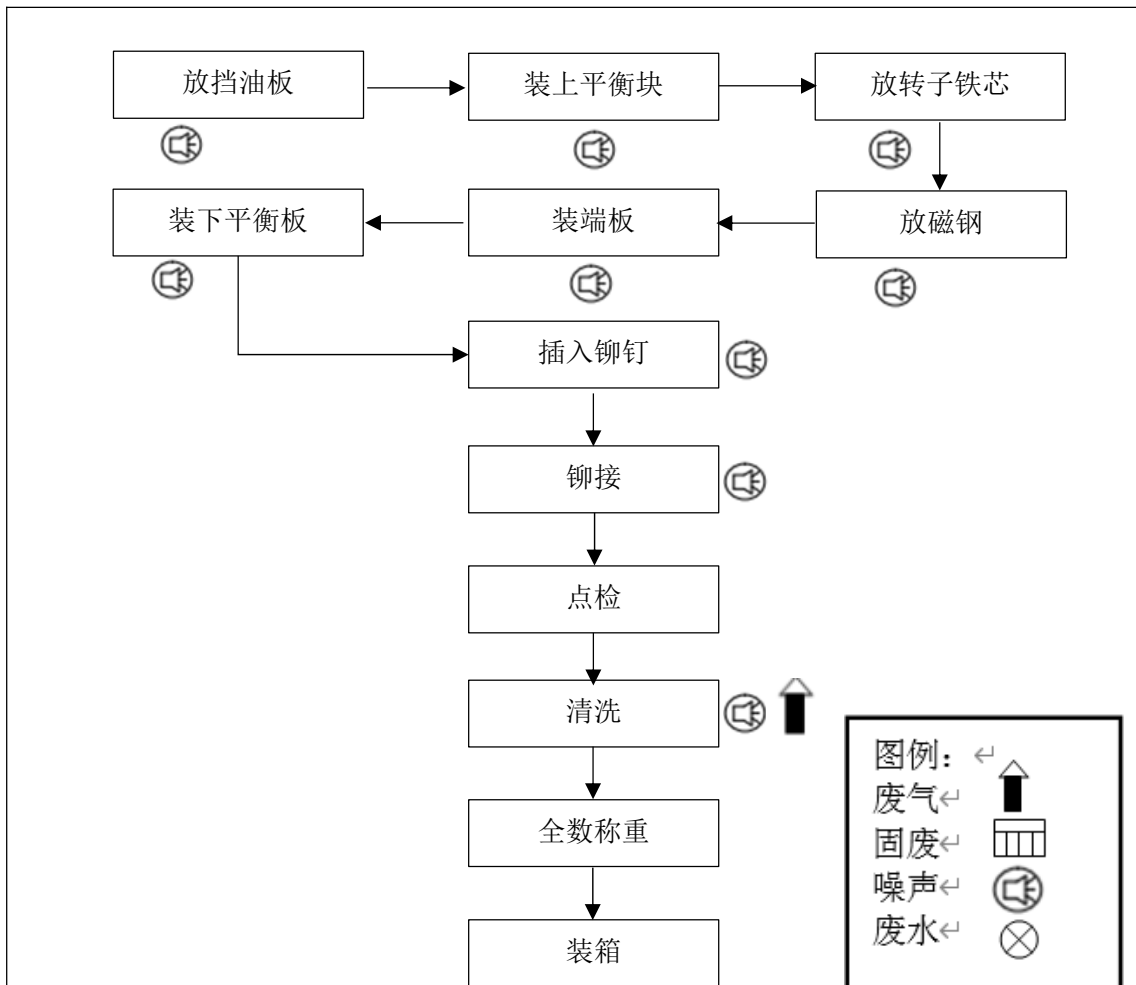 放挡油板
装上平衡块
放转子铁芯
装下平衡板
装端板
放磁钢
插入铆钉
铆接
点检
清洗
全数称重
装箱
图例：↵
废气↵
固废↵
噪声↵
废水↵